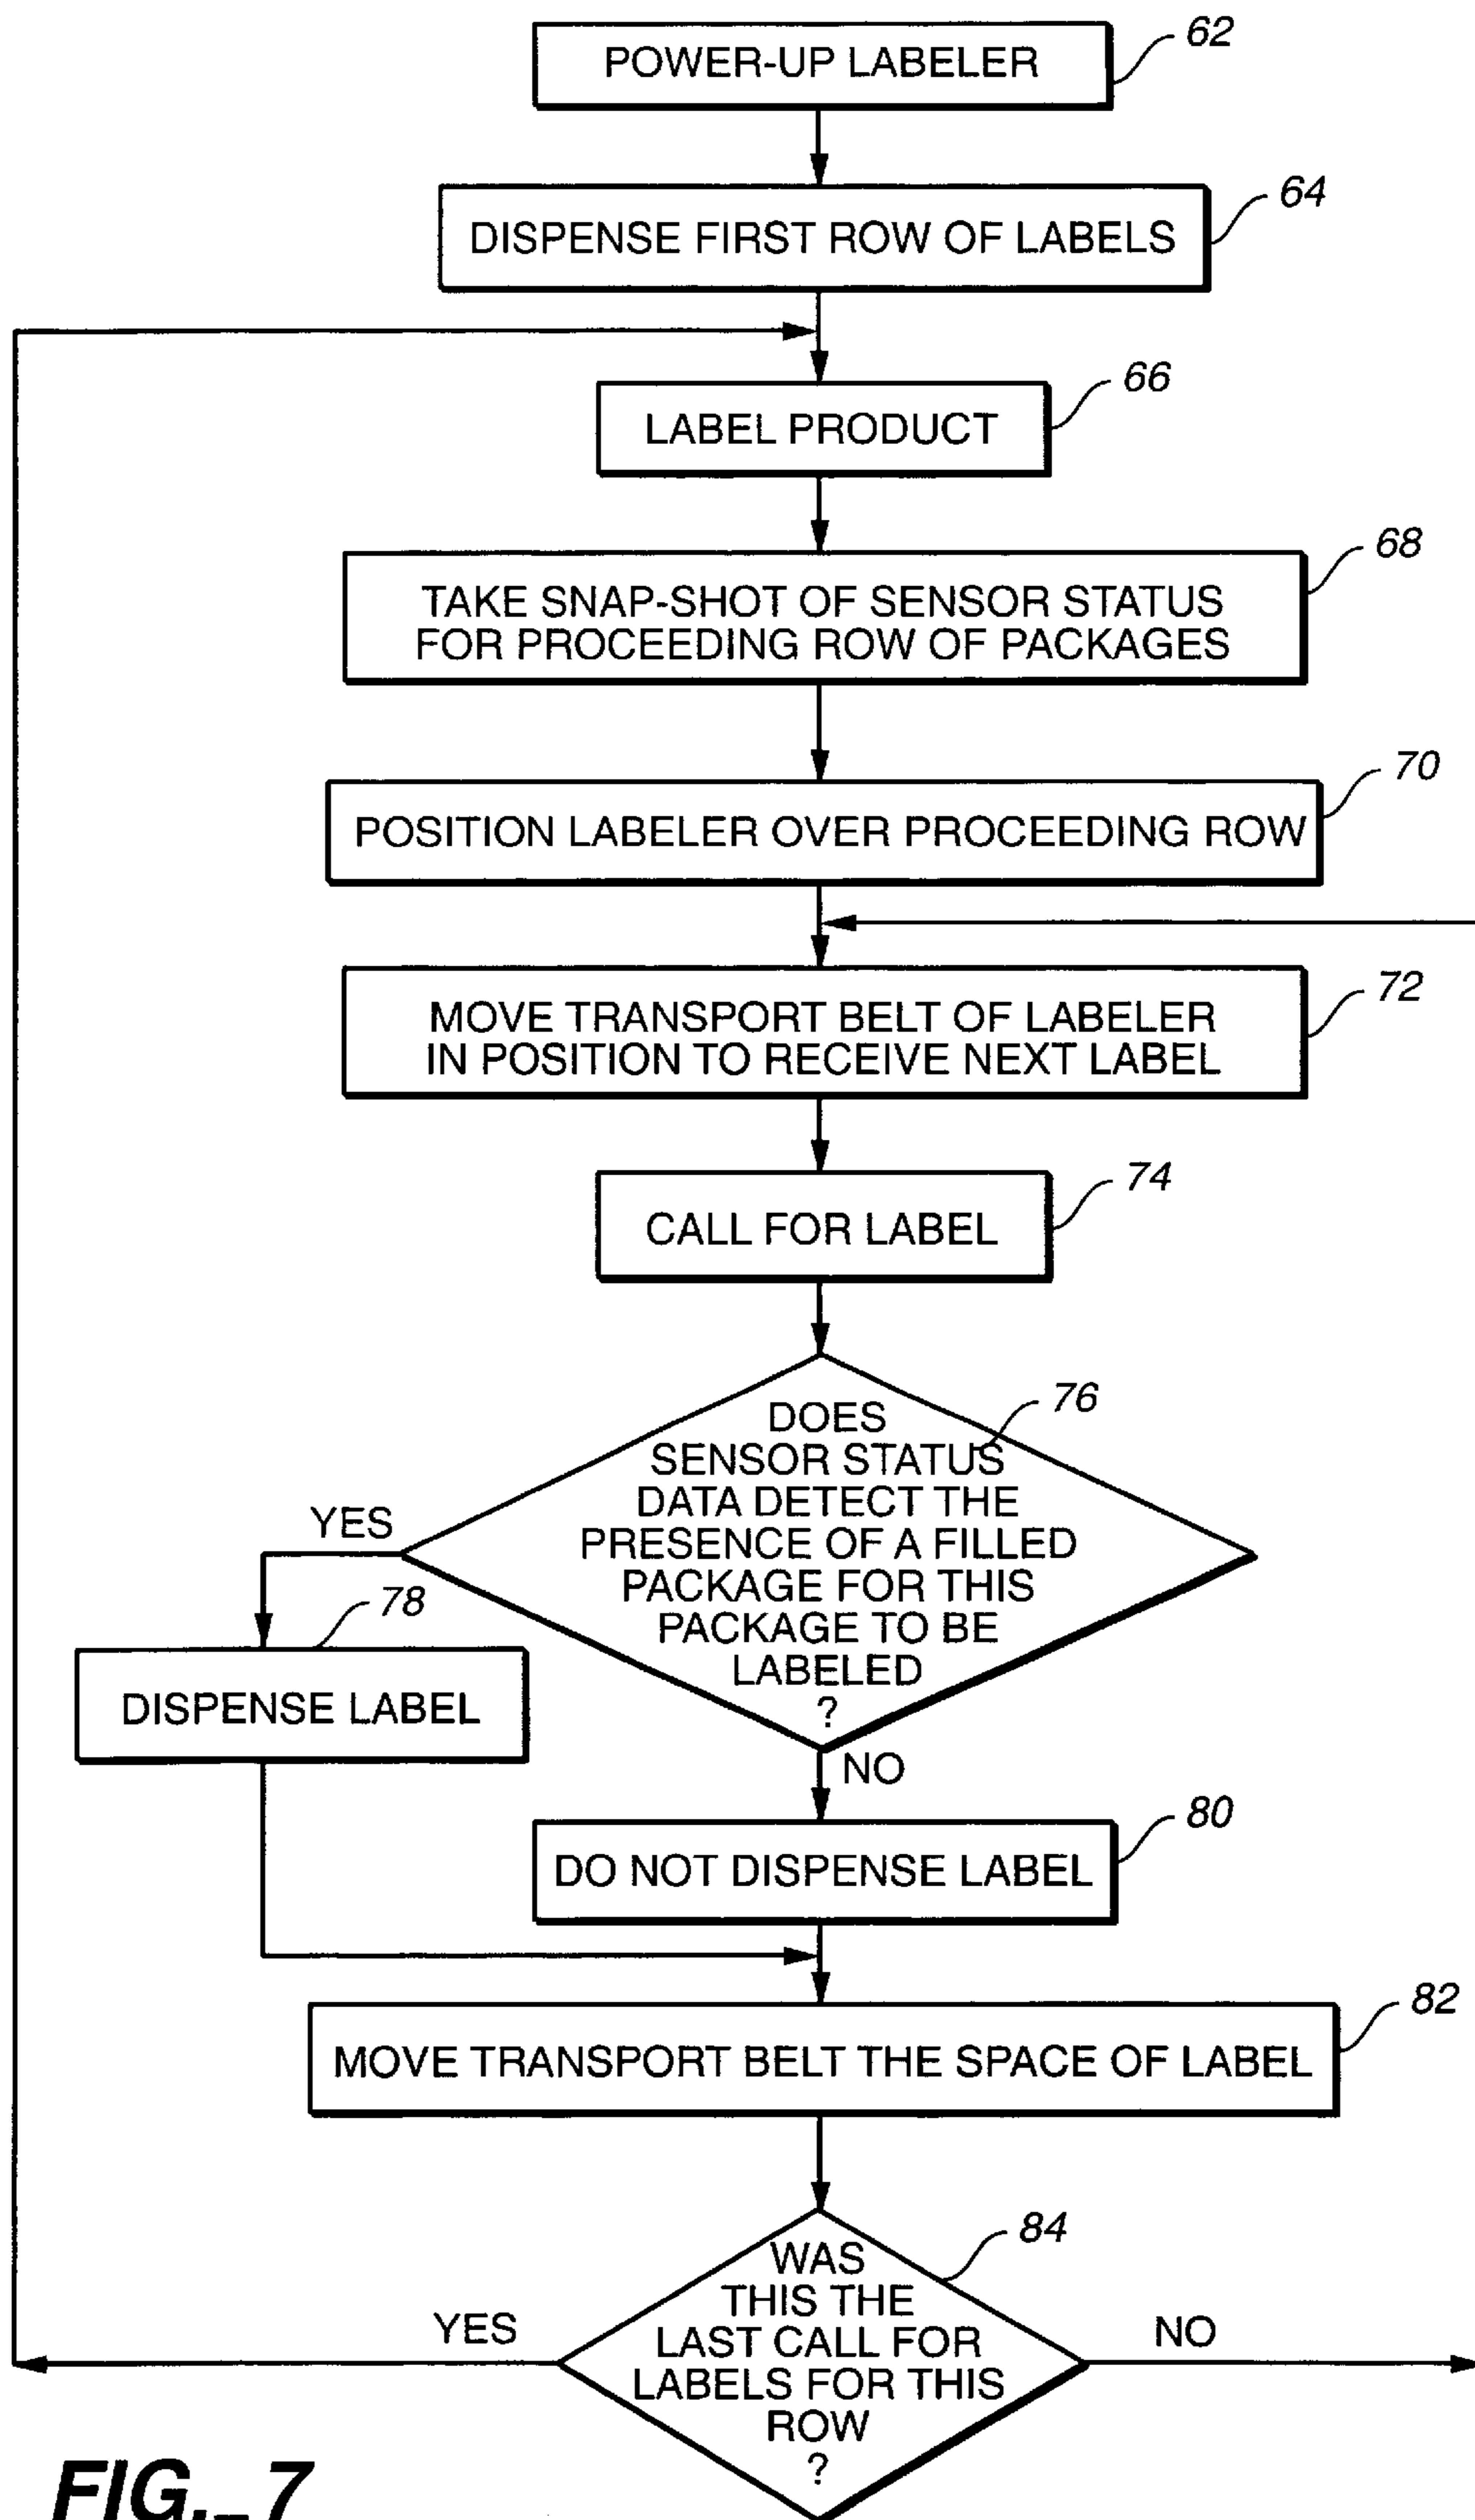 POWER-UP LABELER
62
DISPENSE FIRST ROW OF LABELS
64
LABEL PRODUCT
66
TAKE SNAP-SHOT OF SENSOR STATUS
FOR PROCEEDING ROW OF PACKAGES
68
POSITION LABELER OVER PROCEEDING ROW
70
MOVE TRANSPORT BELT OF LABELER
IN POSITION TO RECEIVE NEXT LABEL
72
CALL FOR LABEL
74
DOES
SENSOR STATUS
DATA DETECT THE
PRESENCE OF A FILLED
PACKAGE FOR THIS
PACKAGE TO BE
LABELED
?
76
YES
DISPENSE LABEL
78
NO
DO NOT DISPENSE LABEL
80
MOVE TRANSPORT BELT THE SPACE OF LABEL
82
WAS
THIS THE
LAST CALL FOR
LABELS FOR THIS
ROW
?
84
YES
NO
FIG.–7